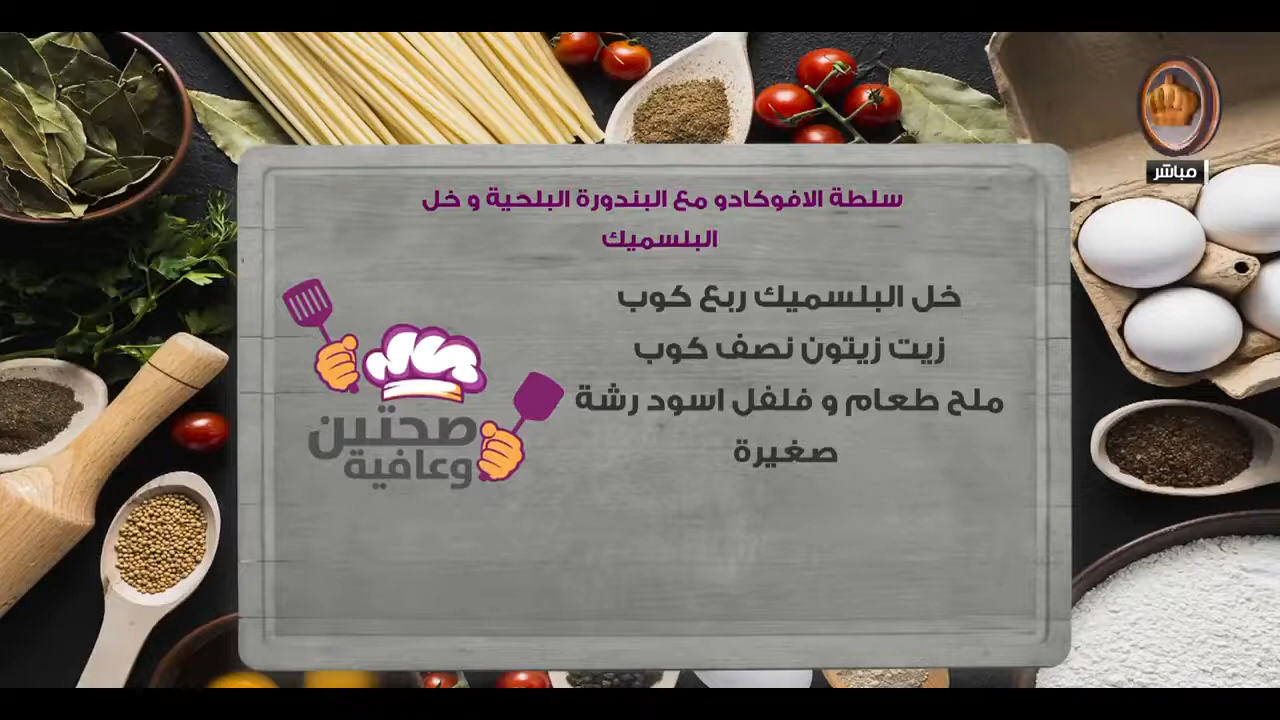 مباشر
سلطة الافوكادو مع البندورة البلحية و خل
البلسميك
خل البلسميك ربع كوب
زيت زيتون نصف كوب
ملح طعام و فلفل اسود رشة
صغيرة
صحتين
وعافية